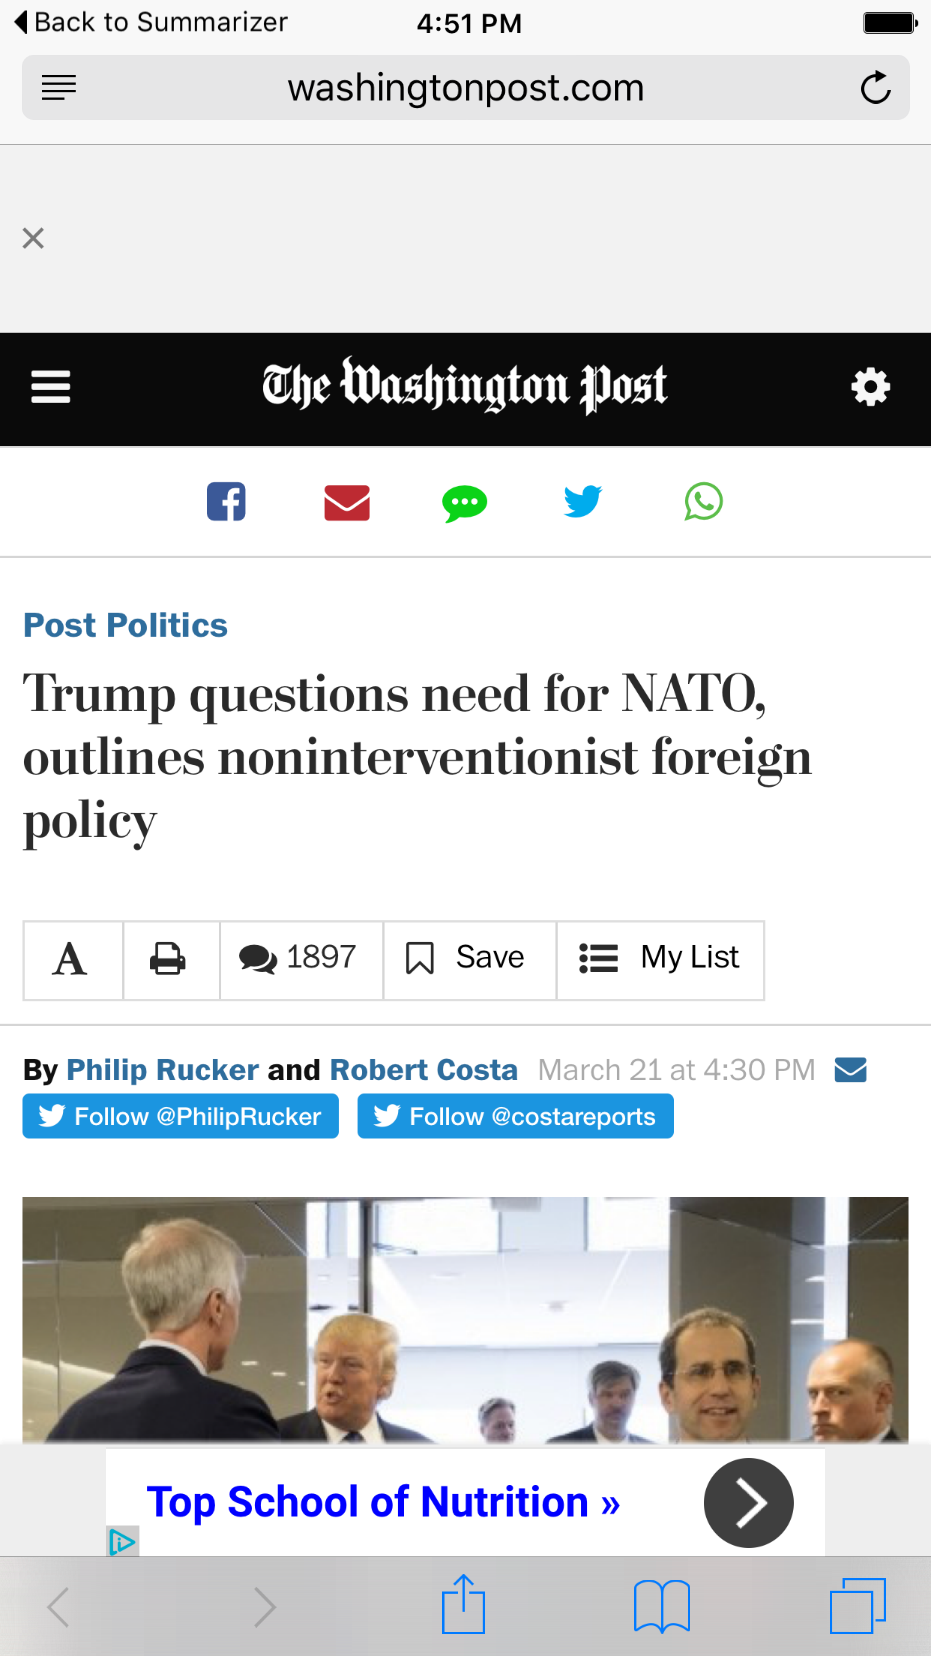 Back to Summarizer 4:51 PM
washingtonpost.com
The Washington Post
Post Politics
Trump questions need for NATO,
outlines noninterventionist foreign
policy
A 1897 Save My List
By Philip Rucker and Robert Costa March 21 at 4:30 PM
Follow @PhilipRucker Follow @costareports
Top School of Nutrition »